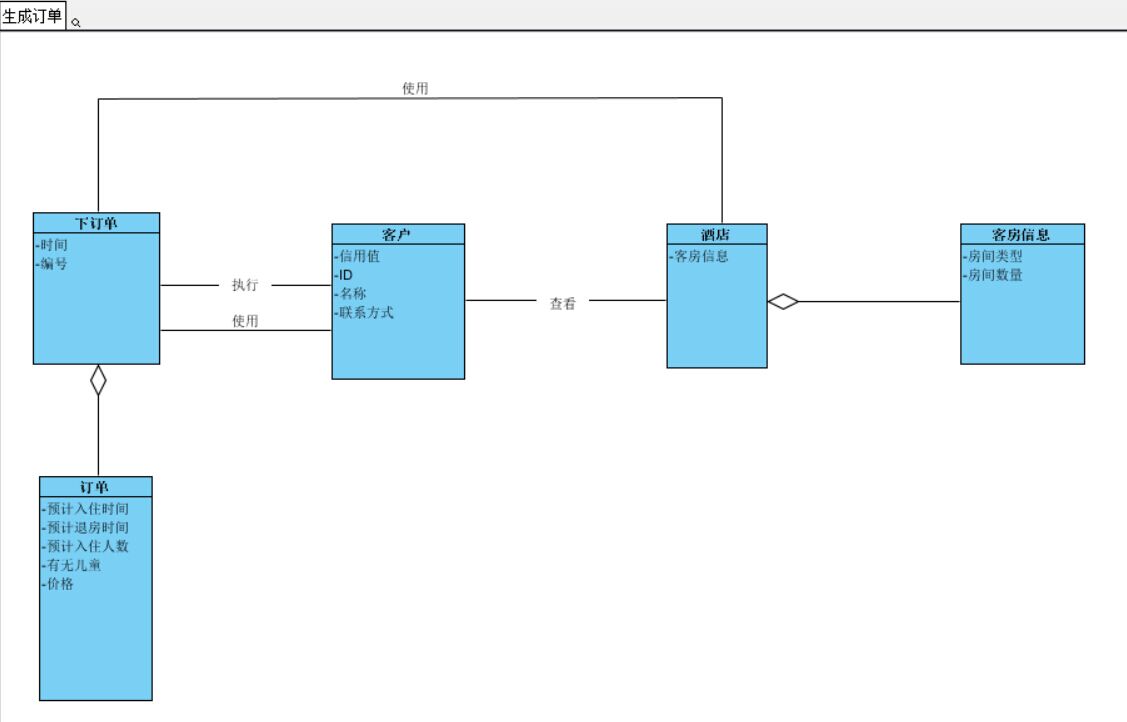 生成订单
使用
下订单
-时间
-编号
执行
使用
客户
-信用值
-ID
-名称
-联系方式
查看
酒店
-客房信息
客房信息
-房间类型
-房间数量
订单
-预计入住时间
-预计退房时间
-预计入住人数
-有无儿童
-价格